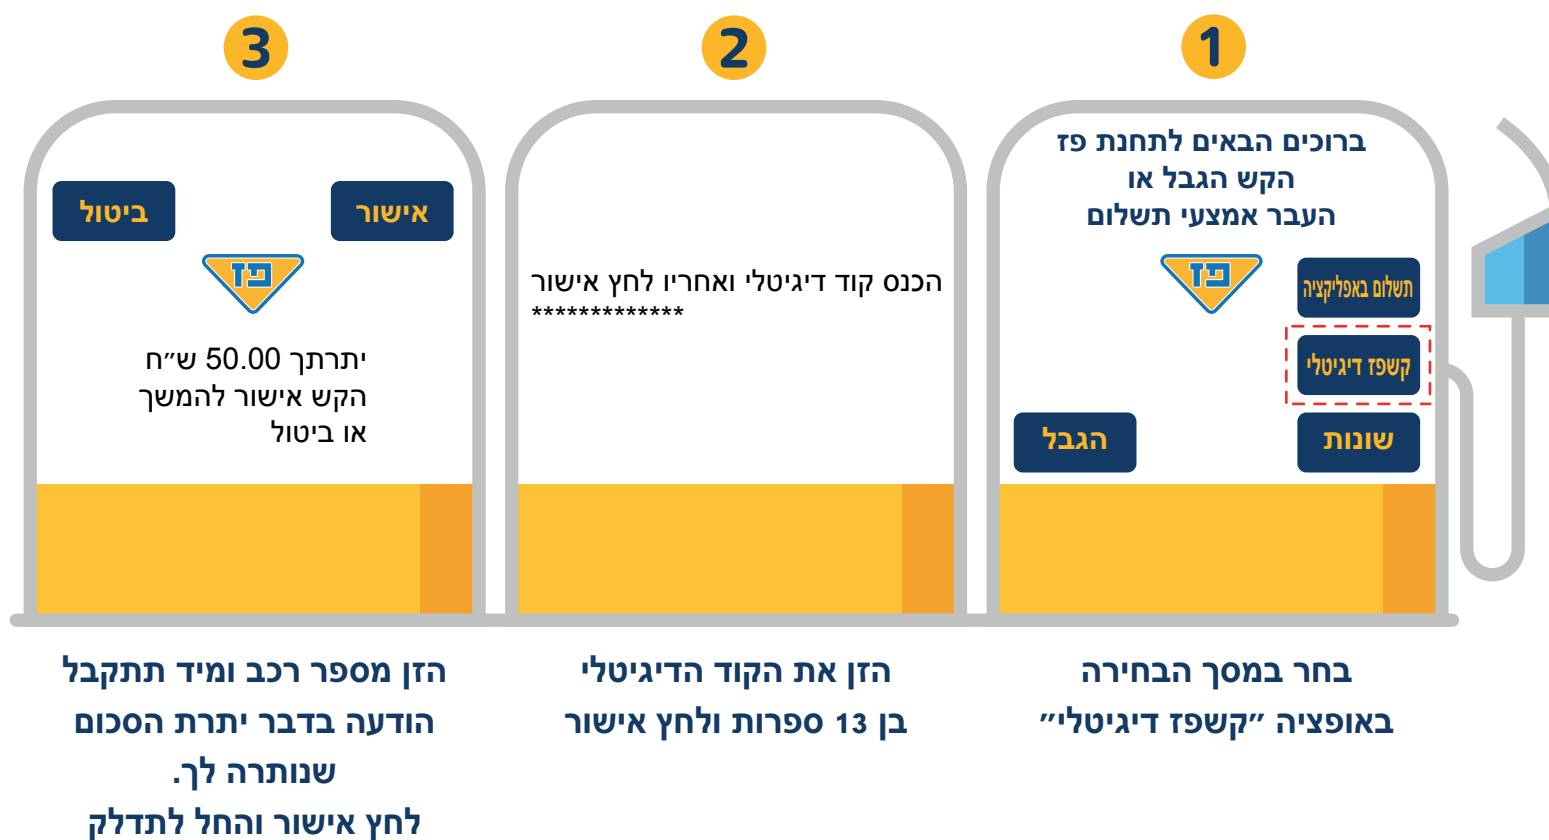 1
ברוכים הבאים לתחנת פז
הקש הגבל או
העבר אמצעי תשלום
פז
תשלום באפליקציה
קשפז דיגיטלי
שונות
הגבל
בחר במסך הבחירה
באופציה ״קשפז דיגיטלי״
2
הכנס קוד דיגיטלי ואחריו לחץ אישור
*************
הזן את הקוד הדיגיטלי
בן 13 ספרות ולחץ אישור
3
אישור
ביטול
פז
יתרתך 50.00 ש״ח
הקש אישור להמשך
או ביטול
הזן מספר רכב ומיד תתקבל
הודעה בדבר יתרת הסכום
שנותרה לך.
לחץ אישור והחל לתדלק